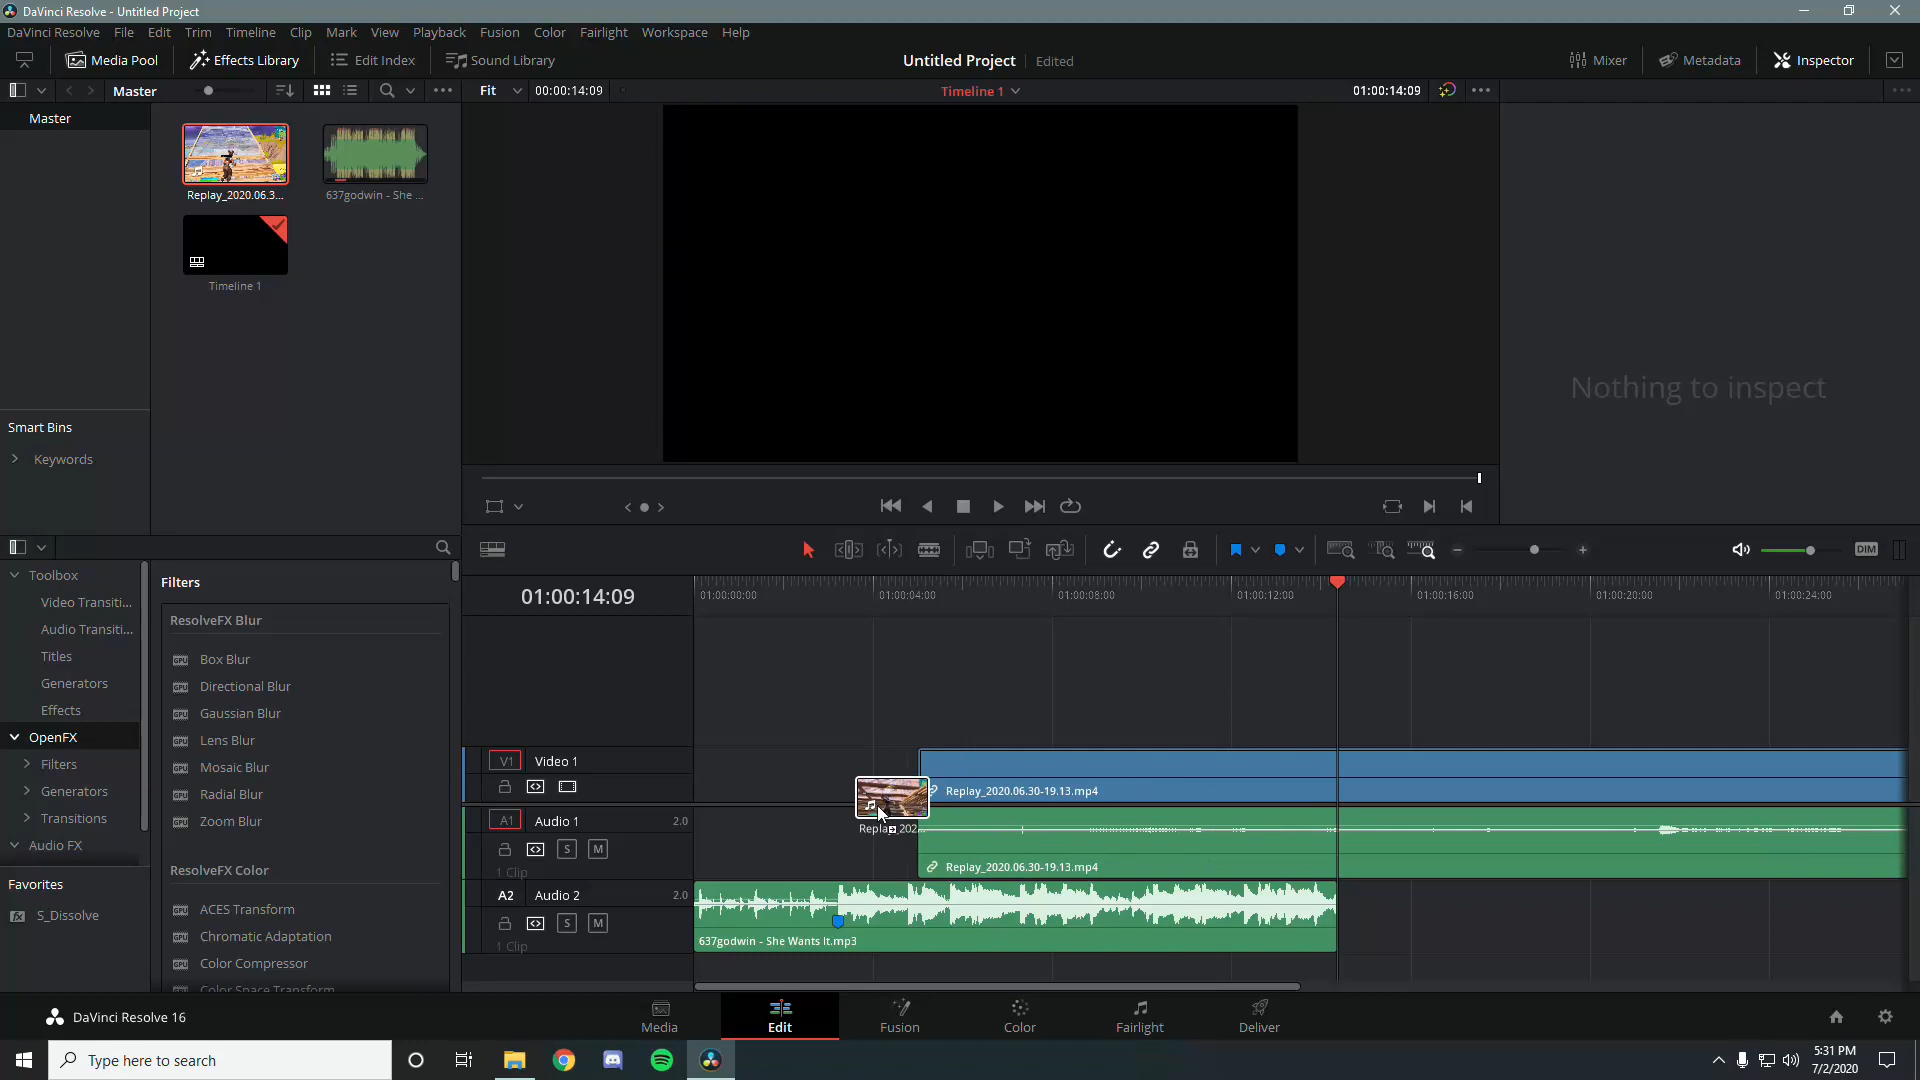 DaVinci Resolve - Untitled Project
DaVinci Resolve File Edit Trim Timeline Clip Mark View Playback Fusion Color Fairlight Workspace Help
Media Pool Effects Library Edit Index Sound Library Untitled Project Edited Mixer Metadata Inspector
Master Fit 00:00:14:09 Timeline 1 01:00:14:09
Master
Replay_2020.06.3... 637godwin - She ...
Timeline 1
Nothing to inspect
Smart Bins
Keywords
DIM
Toolbox
Video Transiti...
Audio Transiti...
Titles
Generators
Effects
OpenFX
Filters
Generators
Transitions
Audio FX
Favorites
S_Dissolve
Filters
ResolveFX Blur
Box Blur
Directional Blur
Gaussian Blur
Lens Blur
Mosaic Blur
Radial Blur
Zoom Blur
ResolveFX Color
ACES Transform
Chromatic Adaptation
Color Compressor
Color Space Transform
01:00:14:09
01:00:00:00 01:00:04:00 01:00:08:00 01:00:12:00 01:00:16:00 01:00:20:00 01:00:24:00
V1 Video 1
Replay_2020.06.30-19.13.mp4
A1 Audio 1 2.0
S M
1 Clip
Replay_2020.06.30-19.13.mp4
A2 Audio 2 2.0
S M
1 Clip
637godwin - She Wants It.mp3
DaVinci Resolve 16
Media Edit Fusion Color Fairlight Deliver
Type here to search
5:31 PM
7/2/2020